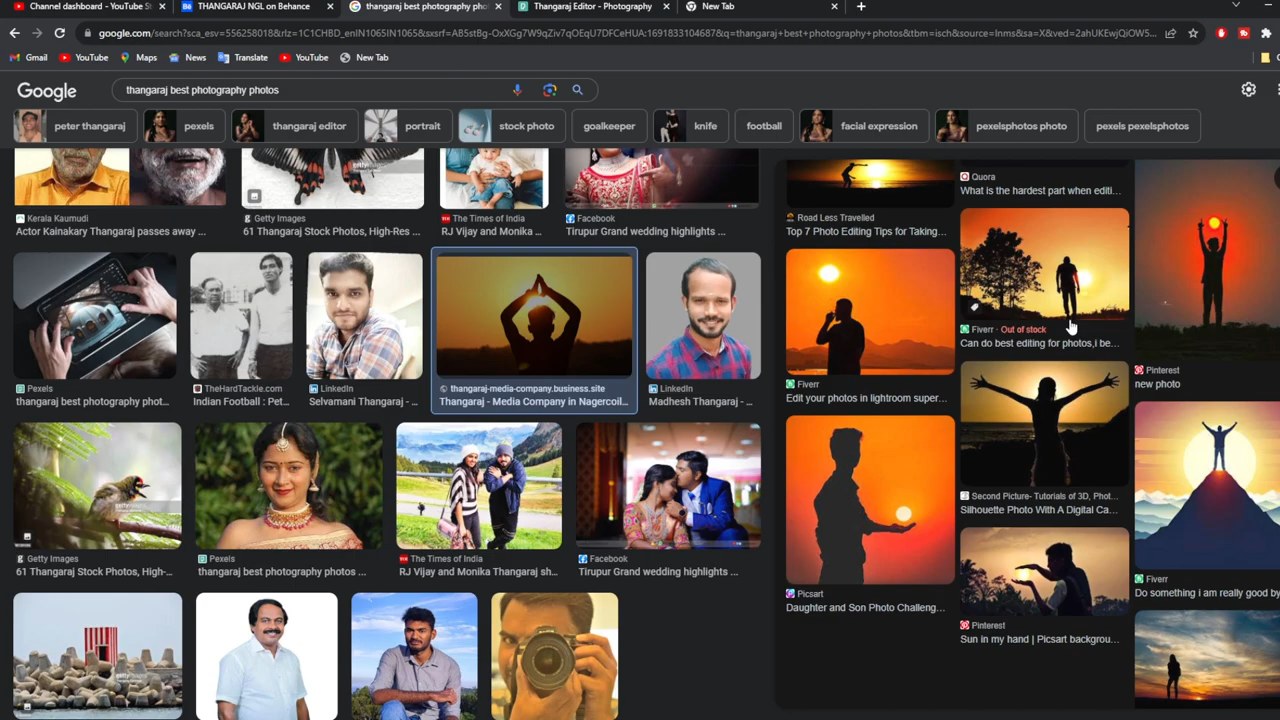 Channel dashboard - YouTube St
THANGARAJ NGL on Behance
thangaraj best photography pho
Thangaraj Editor - Photography
New Tab
google.com/search?sca_esv=556258018&rlz=1C1CHBD_enIN1065IN1065&sxsrf=AB5stBg-OxXGg7W9qZiv7qOEqU7DFCeHUA:1691833104687&q=thangaraj+best+photography+photos&tbm=isch&source=lnms&sa=X&ved=2ahUKEwjQiOW5...
Gmail
YouTube
Maps
News
Translate
YouTube
New Tab
Google
thangaraj best photography photos
peter thangaraj
pexels
thangaraj editor
portrait
stock photo
goalkeeper
knife
football
facial expression
pexelsphotos photo
pexels pexelsphotos
Kerala Kaumudi
Actor Kainakary Thangaraj passes away ...
Getty Images
61 Thangaraj Stock Photos, High-Res ...
The Times of India
RJ Vijay and Monika ...
Facebook
Tirupur Grand wedding highlights ...
Pexels
thangaraj best photography phot...
TheHardTackle.com
Indian Football : Pet...
LinkedIn
Selvamani Thangaraj - ...
thangaraj-media-company.business.site
Thangaraj - Media Company in Nagercoil...
LinkedIn
Madhesh Thangaraj - ...
Getty Images
61 Thangaraj Stock Photos, High-...
Pexels
thangaraj best photography photos ...
The Times of India
RJ Vijay and Monika Thangaraj sh...
Facebook
Tirupur Grand wedding highlights ...
Road Less Travelled
Top 7 Photo Editing Tips for Taking...
Fiverr
Edit your photos in lightroom super...
Picsart
Daughter and Son Photo Challeng...
Quora
What is the hardest part when editi...
Fiverr · Out of stock
Can do best editing for photos,i be...
Second Picture- Tutorials of 3D, Phot...
Silhouette Photo With A Digital Ca...
Pinterest
Sun in my hand | Picsart backgrou...
Pinterest
new photo
Fiverr
Do something i am really good by